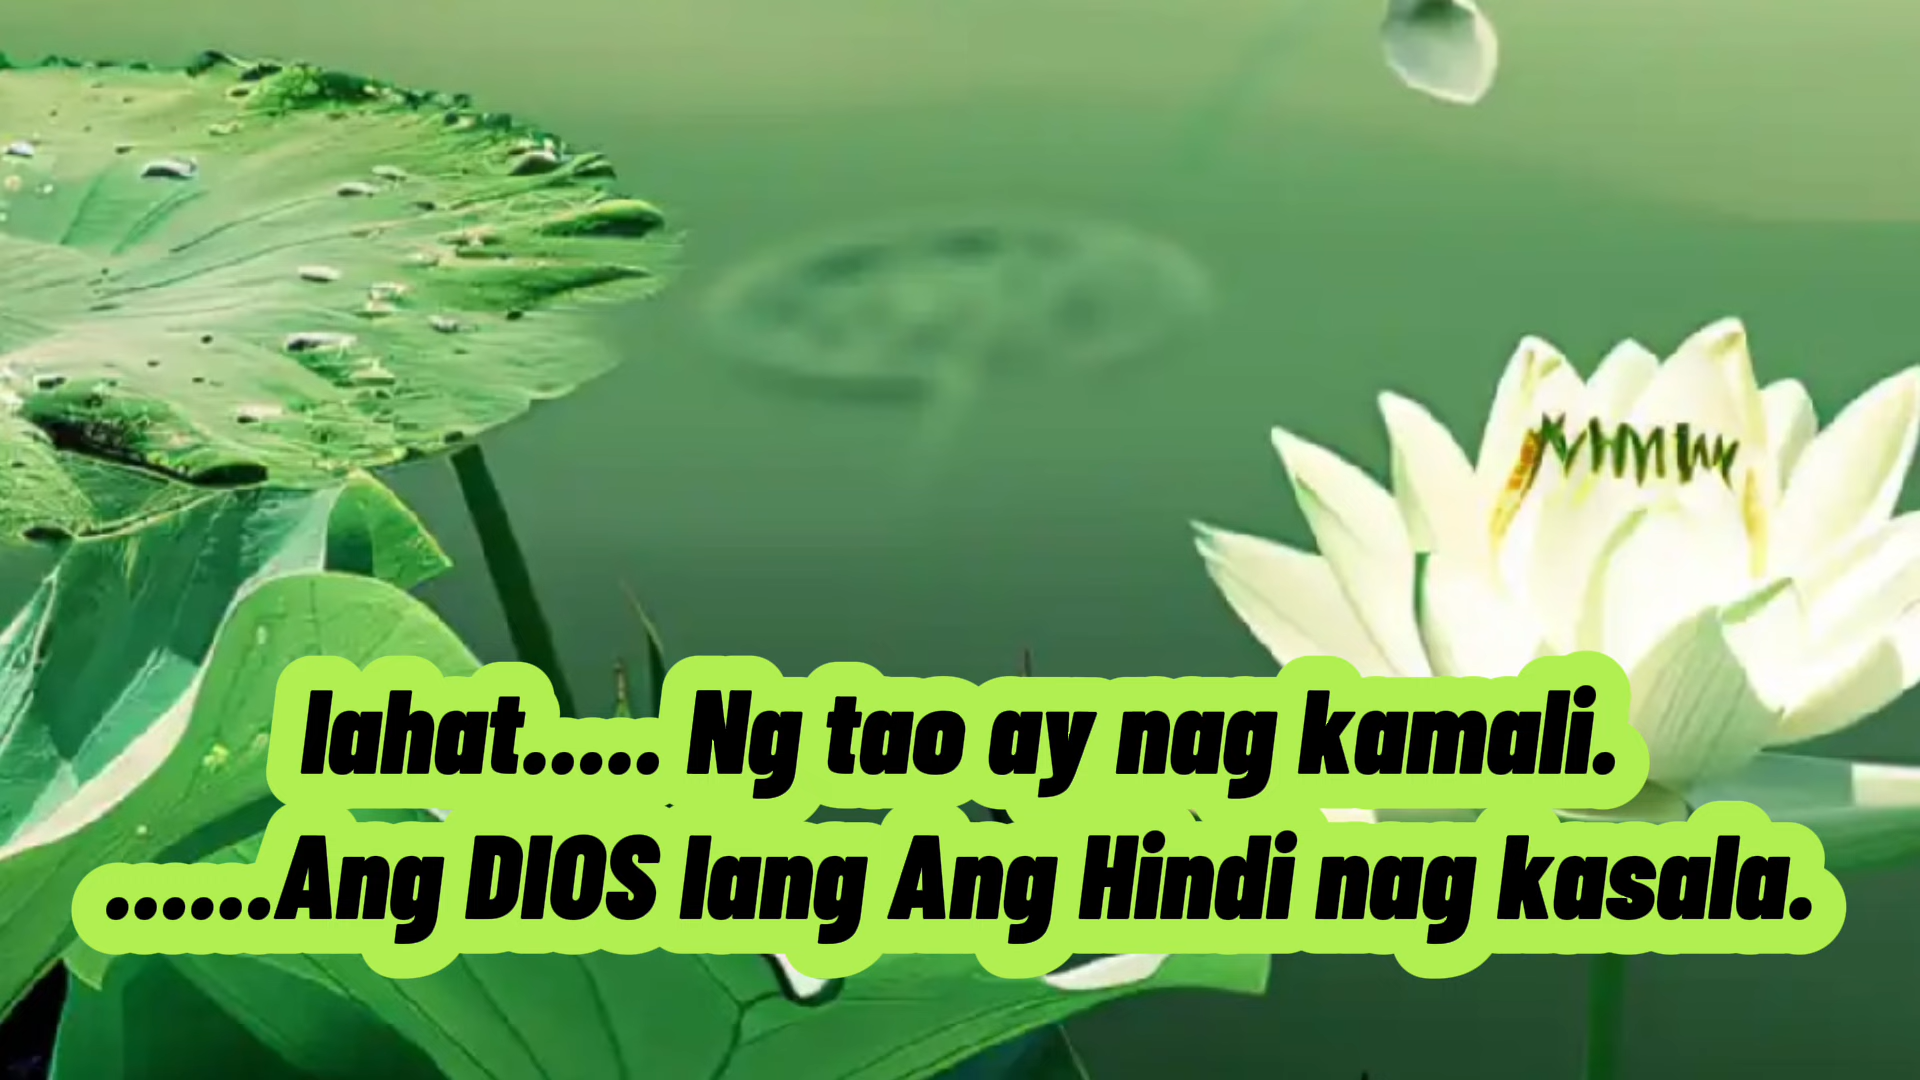 lahat..... Ng tao ay nag kamali.
......Ang DIOS lang Ang Hindi nag kasala.